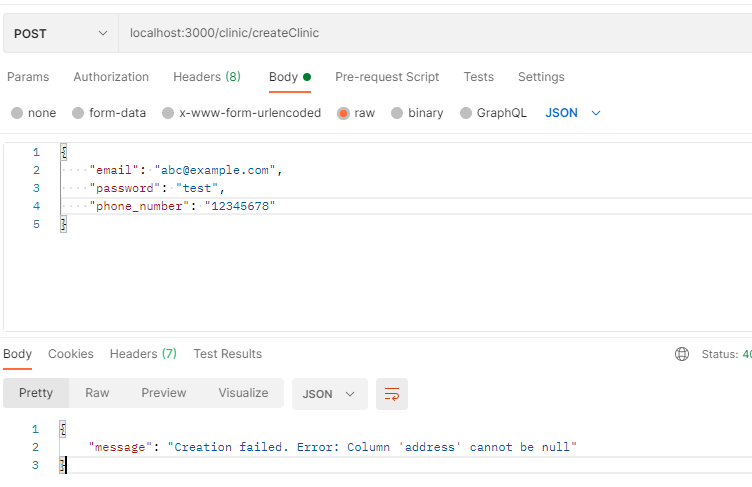 POST localhost:3000/clinic/createClinic
Params Authorization Headers (8) Body Pre-request Script Tests Settings
none form-data x-www-form-urlencoded raw binary GraphQL JSON
1 {
2 "email": "abc@example.com",
3 "password": "test",
4 "phone_number": "12345678"
5 }
Body Cookies Headers (7) Test Results Status: 40
Pretty Raw Preview Visualize JSON
1 {
2 "message": "Creation failed. Error: Column 'address' cannot be null"
3 }